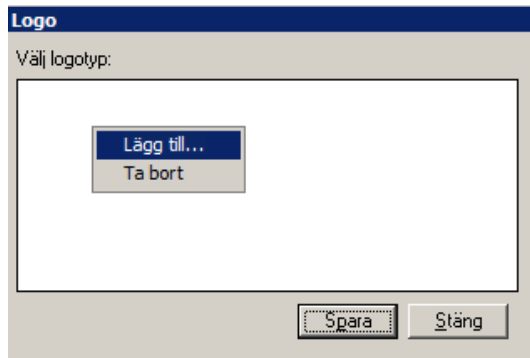 Logo
Välj logotyp:
Lägg till...
Ta bort
Spara
Stäng